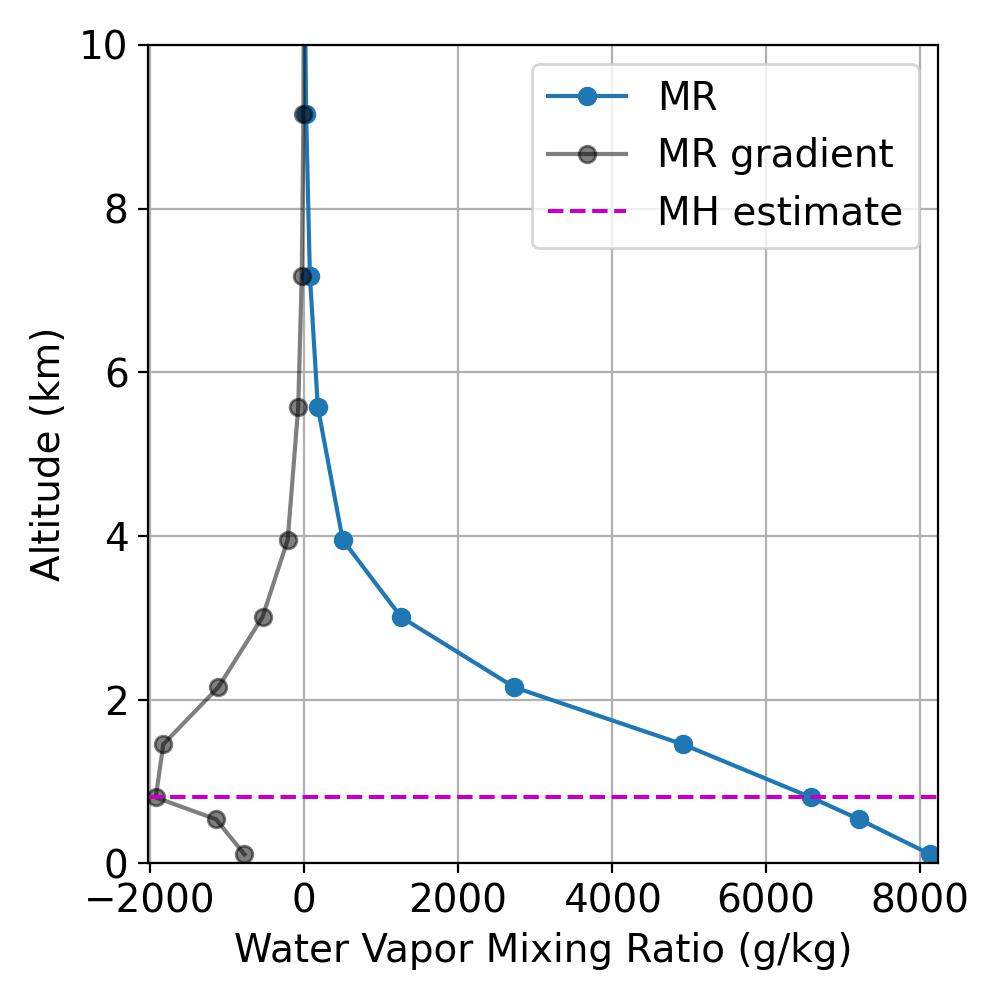 10
8
6
4
2
0
Altitude (km)
MR
MR gradient
MH estimate
−2000 0 2000 4000 6000 8000
Water Vapor Mixing Ratio (g/kg)